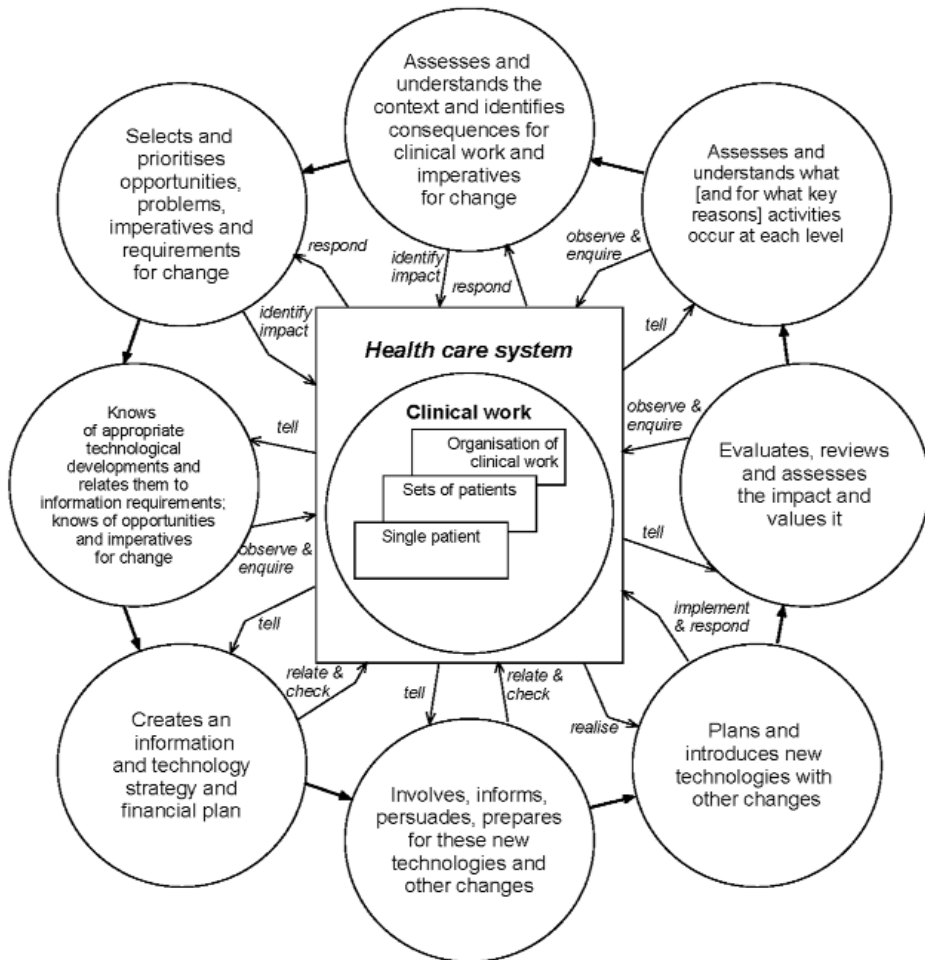 Assesses and
understands the
context and identifies
consequences for
clinical work and
imperatives
for change
Selects and
prioritises
opportunities,
problems,
imperatives and
requirements
for change
Assesses and
understands what
[and for what key
reasons] activities
occur at each level
respond
identify
impact
respond
observe &
enquire
identify
impact
tell
Health care system
Clinical work
Organisation of
clinical work
Sets of patients
Single patient
Knows
of appropriate
technological
developments and
relates them to
information requirements;
knows of opportunities
and imperatives
for change
tell
observe &
enquire
observe &
enquire
tell
Evaluates, reviews
and assesses
the impact and
values it
tell
relate &
check
tell
relate &
check
implement
& respond
realise
Creates an
information
and technology
strategy and
financial plan
Involves, informs,
persuades, prepares
for these new
technologies and
other changes
Plans and
introduces new
technologies with
other changes